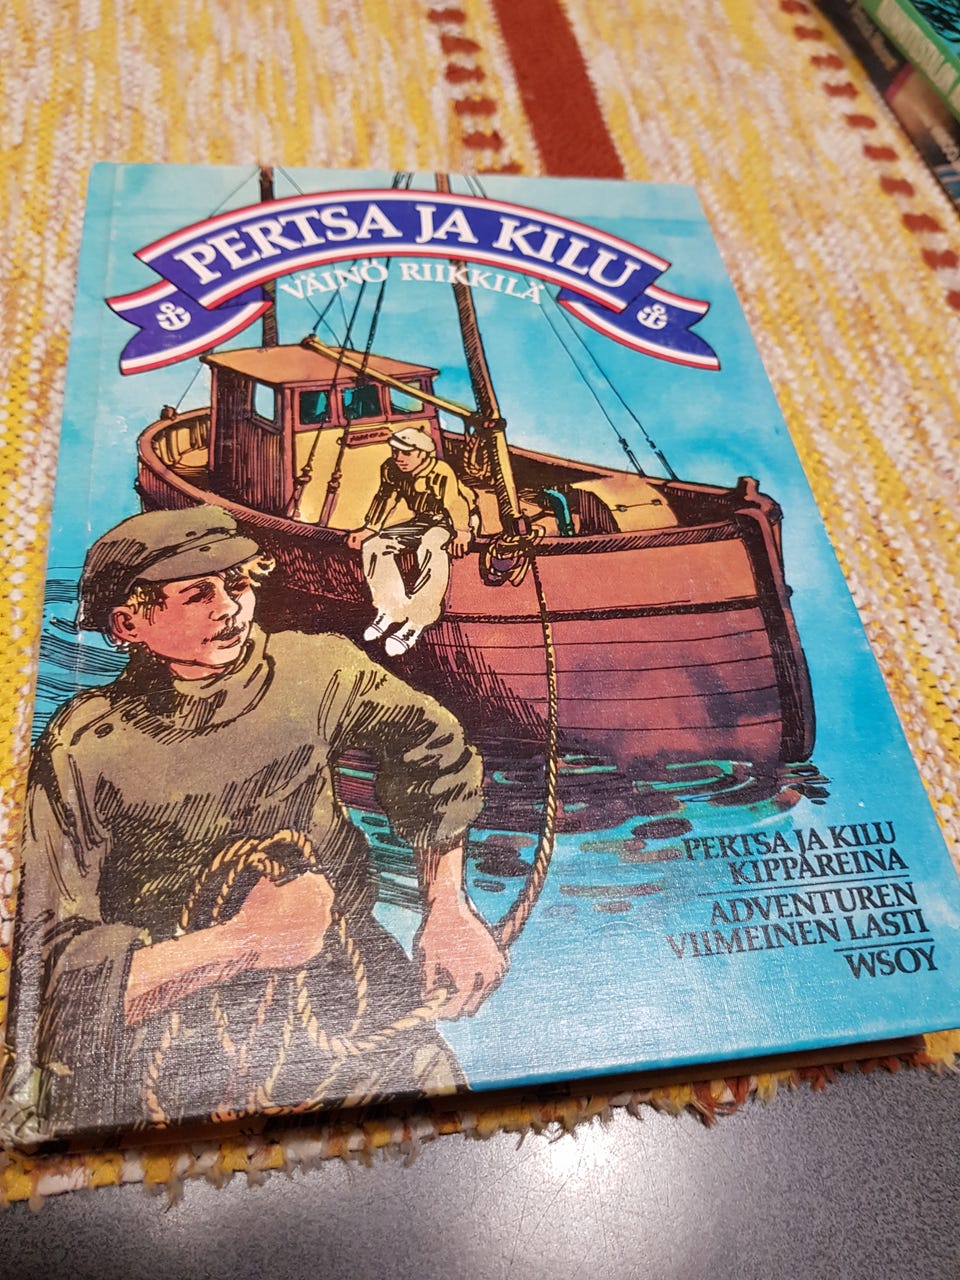 PERTSA JA KILU
VÄINÖ RIIKKILÄ
PERTSA JA KILU
KIPPAREINA
ADVENTUREN
VIIMEINEN LASTI
WSOY